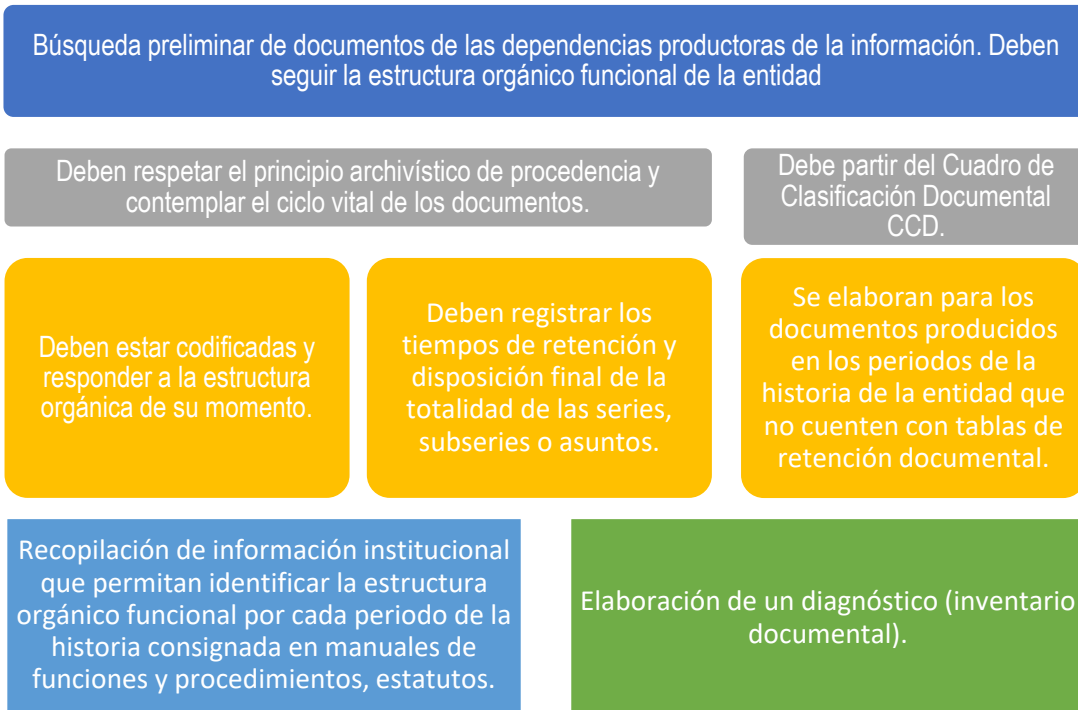 Búsqueda preliminar de documentos de las dependencias productoras de la información. Deben
seguir la estructura orgánico funcional de la entidad
Deben respetar el principio archivístico de procedencia y
contemplar el ciclo vital de los documentos.
Debe partir del Cuadro de
Clasificación Documental
CCD.
Deben estar codificadas y
responder a la estructura
orgánica de su momento.
Deben registrar los
tiempos de retención y
disposición final de la
totalidad de las series,
subseries o asuntos.
Se elaboran para los
documentos producidos
en los periodos de la
historia de la entidad que
no cuenten con tablas de
retención documental.
Recopilación de información institucional
que permitan identificar la estructura
orgánico funcional por cada periodo de la
historia consignada en manuales de
funciones y procedimientos, estatutos.
Elaboración de un diagnóstico (inventario
documental).